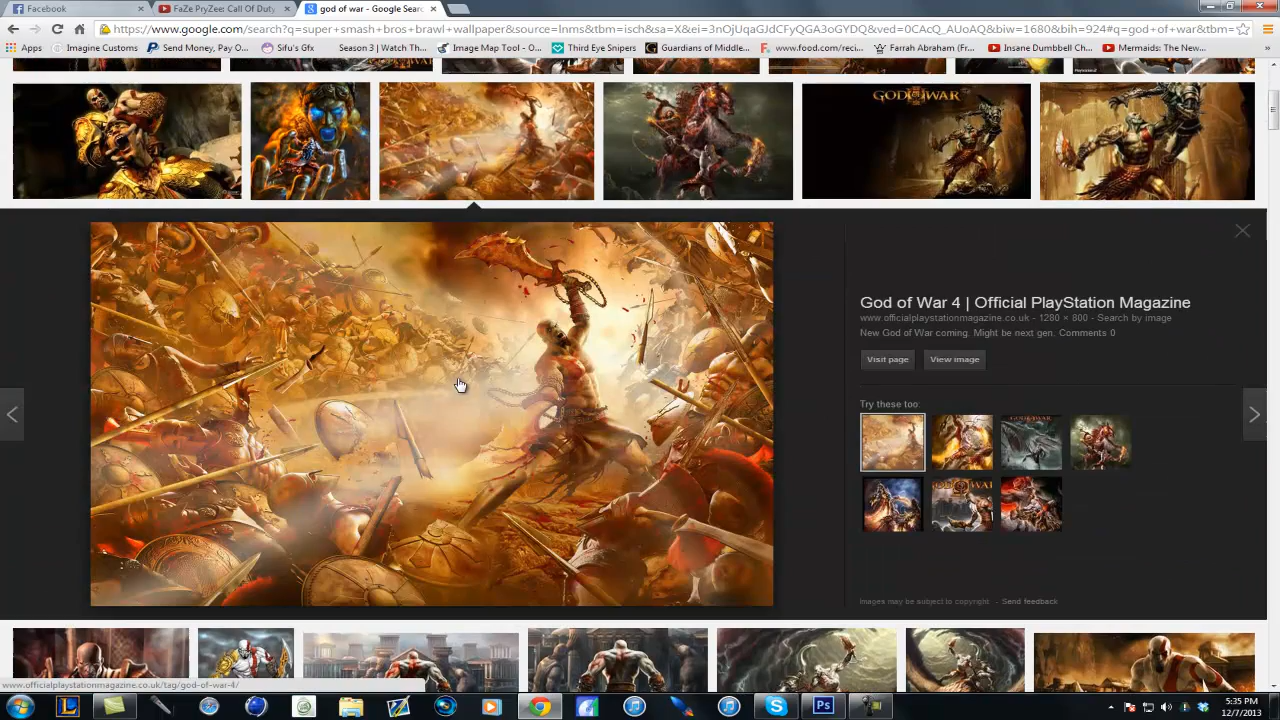 Facebook
FaZe PryZee: Call Of Duty
god of war - Google Sear
https://www.google.com/search?q=super+smash+bros+brawl+wallpaper&source=lnms&tbm=isch&sa=X&ei=3nOjUqaGJdCFyQGA3oGYDQ&ved=0CAcQ_AUoAQ&biw=1680&bih=924#q=god+of+war&tbm=
Apps
Imagine Customs
Send Money, Pay O...
Sifu's Gfx
Season 3 | Watch Th...
Image Map Tool - O...
Third Eye Snipers
Guardians of Middle...
www.food.com/reci...
Farrah Abraham (Fr...
Insane Dumbbell Ch...
Mermaids: The New...
»
GOD OF WAR
God of War 4 | Official PlayStation Magazine
www.officialplaystationmagazine.co.uk - 1280 × 800 - Search by image
New God of War coming. Might be next gen. Comments 0
Visit page
View image
Try these too:
Images may be subject to copyright - Send feedback
www.officialplaystationmagazine.co.uk/tag/god-of-war-4/
Ps
5:35 PM
12/7/2013